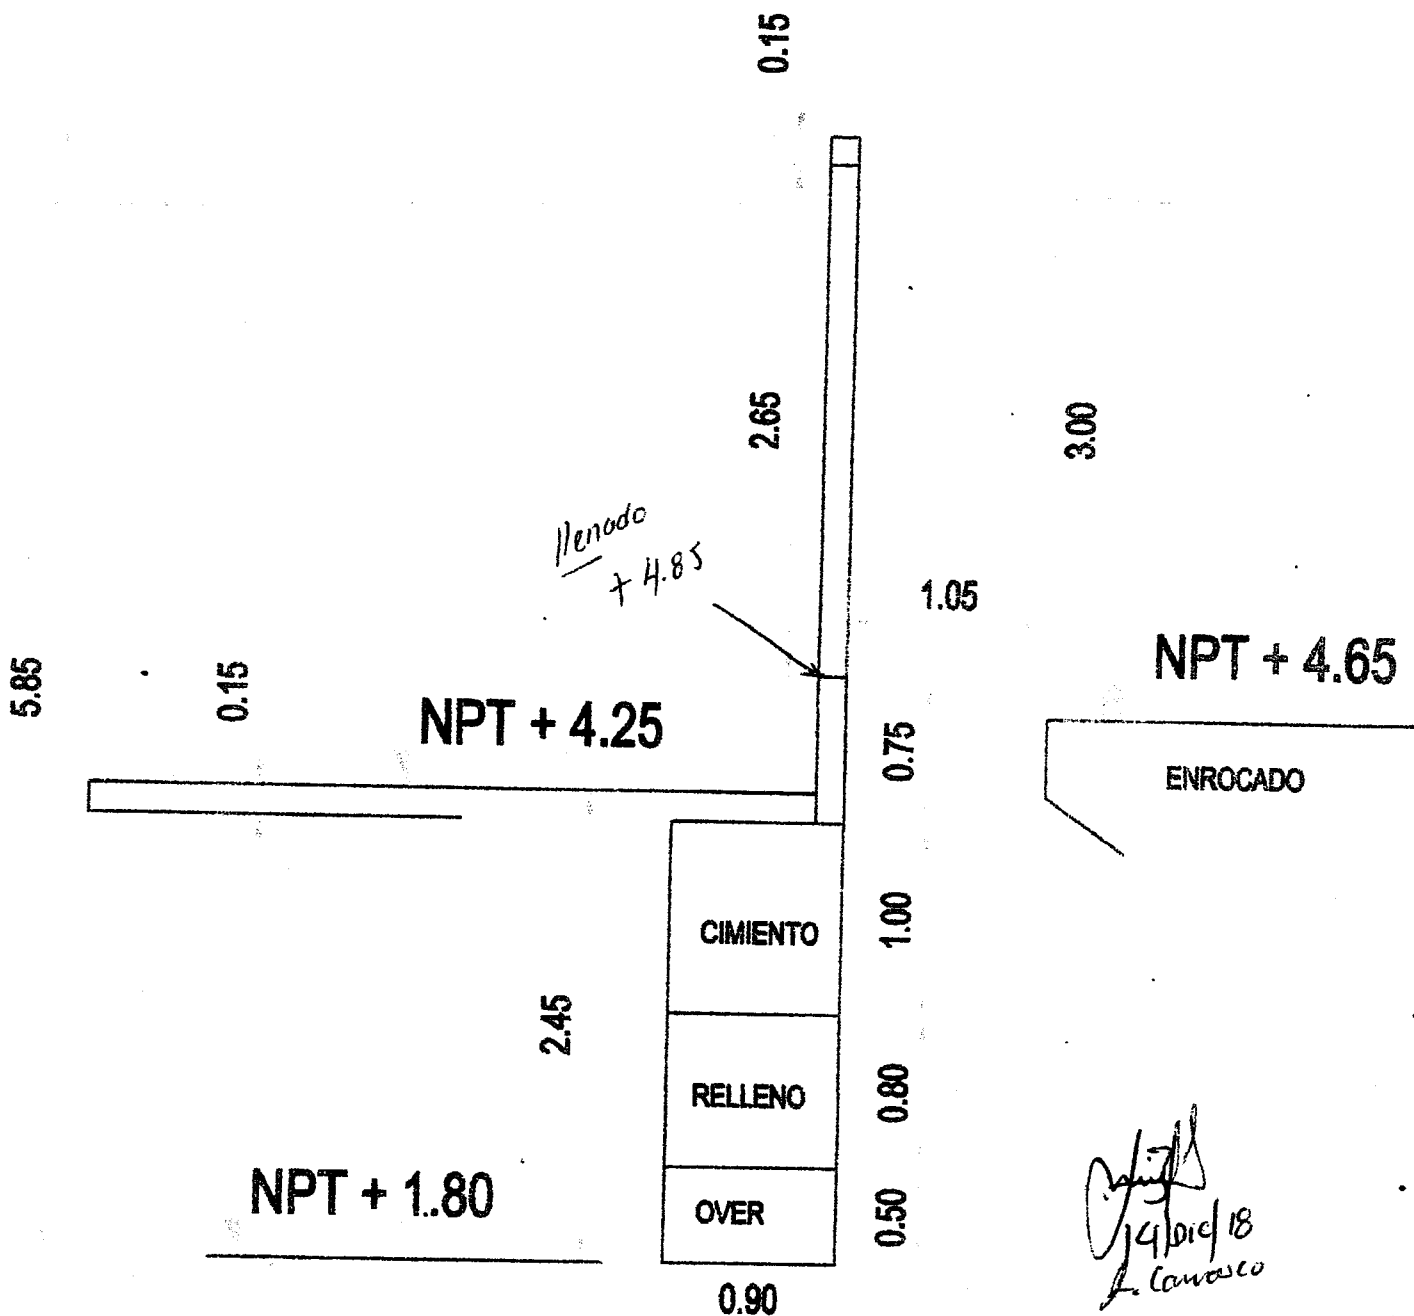 0.15
2.65
3.00
llenado
+ 4.85
1.05
5.85
0.15
NPT + 4.25
NPT + 4.65
0.75
ENROCADO
CIMIENTO
1.00
2.45
RELLENO
0.80
NPT + 1.80
OVER
0.50
0.90
14/Dic/18